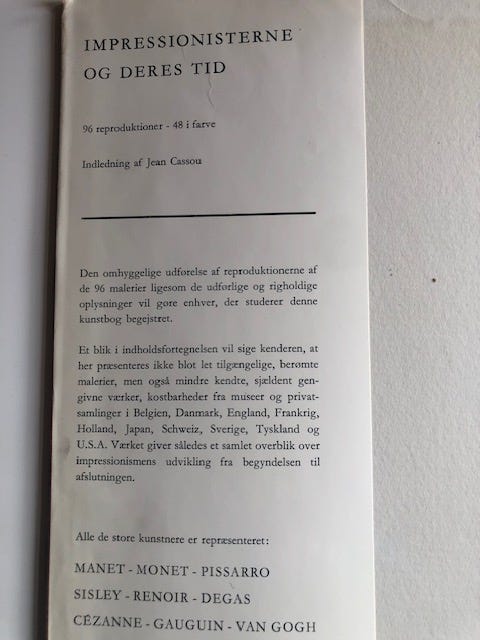 IMPRESSIONISTERNE
OG DERES TID
96 reproduktioner - 48 i farve
Indledning af Jean Cassou
Den omhyggelige udførelse af reproduktionerne af
de 96 malerier ligesom de udførlige og righoldige
oplysninger vil gøre enhver, der studerer denne
kunstbog begejstret.
Et blik i indholdsfortegnelsen vil sige kenderen, at
her præsenteres ikke blot let tilgængelige, berømte
malerier, men også mindre kendte, sjældent gen-
givne værker, kostbarheder fra museer og privat-
samlinger i Belgien, Danmark, England, Frankrig,
Holland, Japan, Schweiz, Sverige, Tyskland og
U.S.A. Værket giver således et samlet overblik over
impressionismens udvikling fra begyndelsen til
afslutningen.
Alle de store kunstnere er repræsenteret:
MANET - MONET - PISSARRO
SISLEY - RENOIR - DEGAS
CÉZANNE - GAUGUIN - VAN GOGH